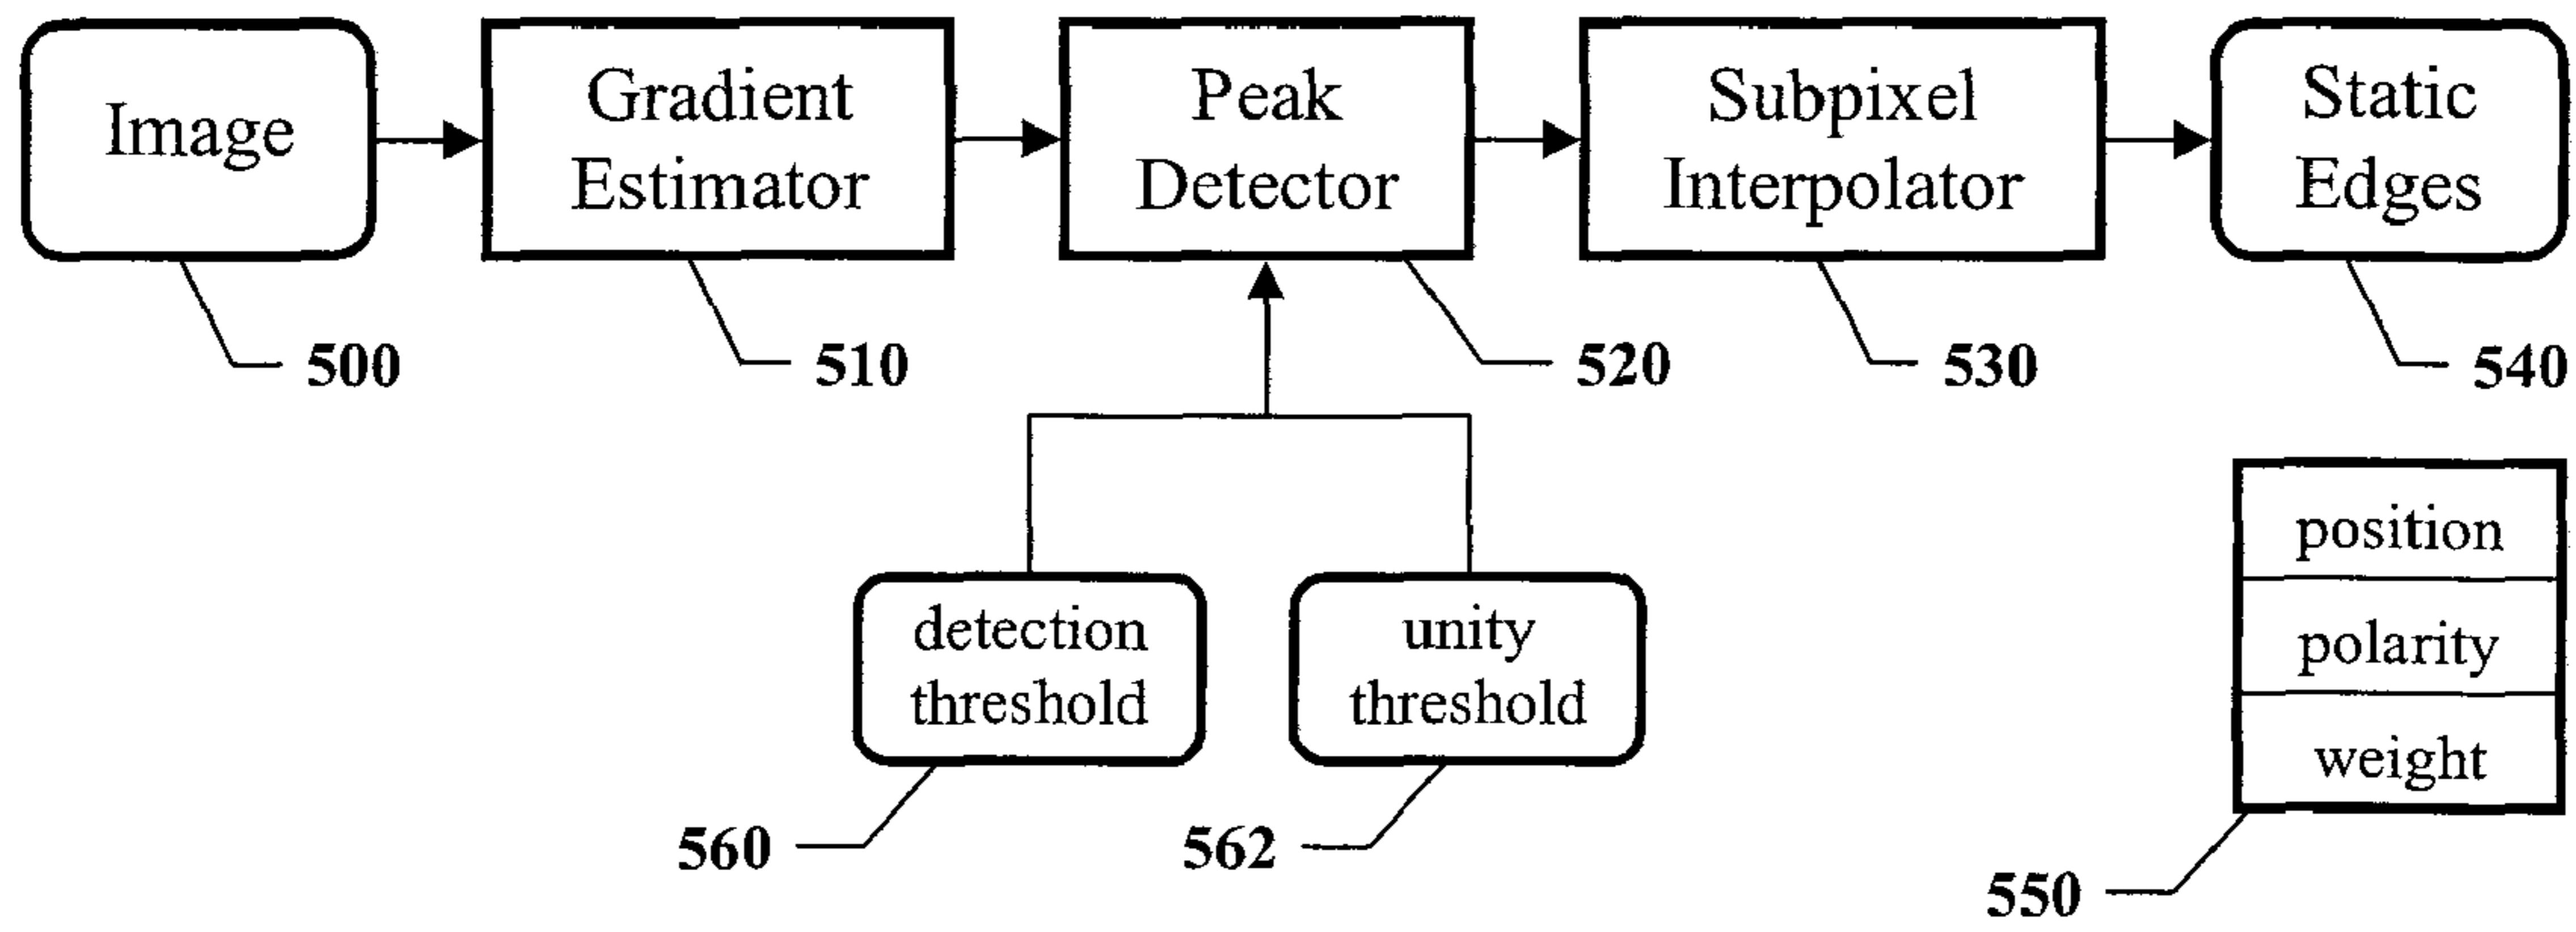 Image
Gradient
Estimator
Peak
Detector
Subpixel
Interpolator
Static
Edges
500
510
520
530
540
detection
threshold
unity
threshold
position
polarity
weight
560
562
550